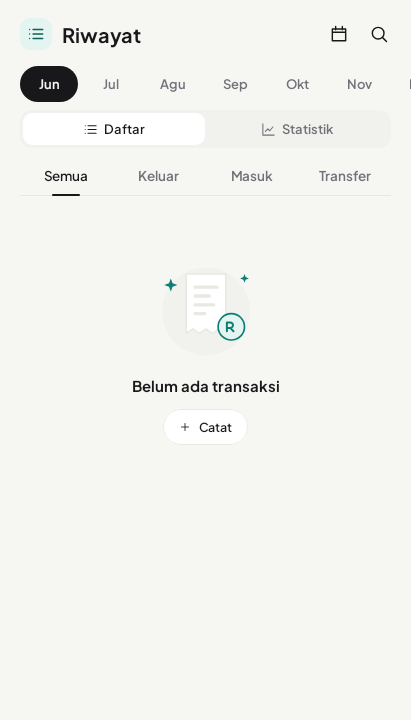 Riwayat
Jun Jul Agu Sep Okt Nov
Daftar Statistik
Semua Keluar Masuk Transfer
R
Belum ada transaksi
+ Catat